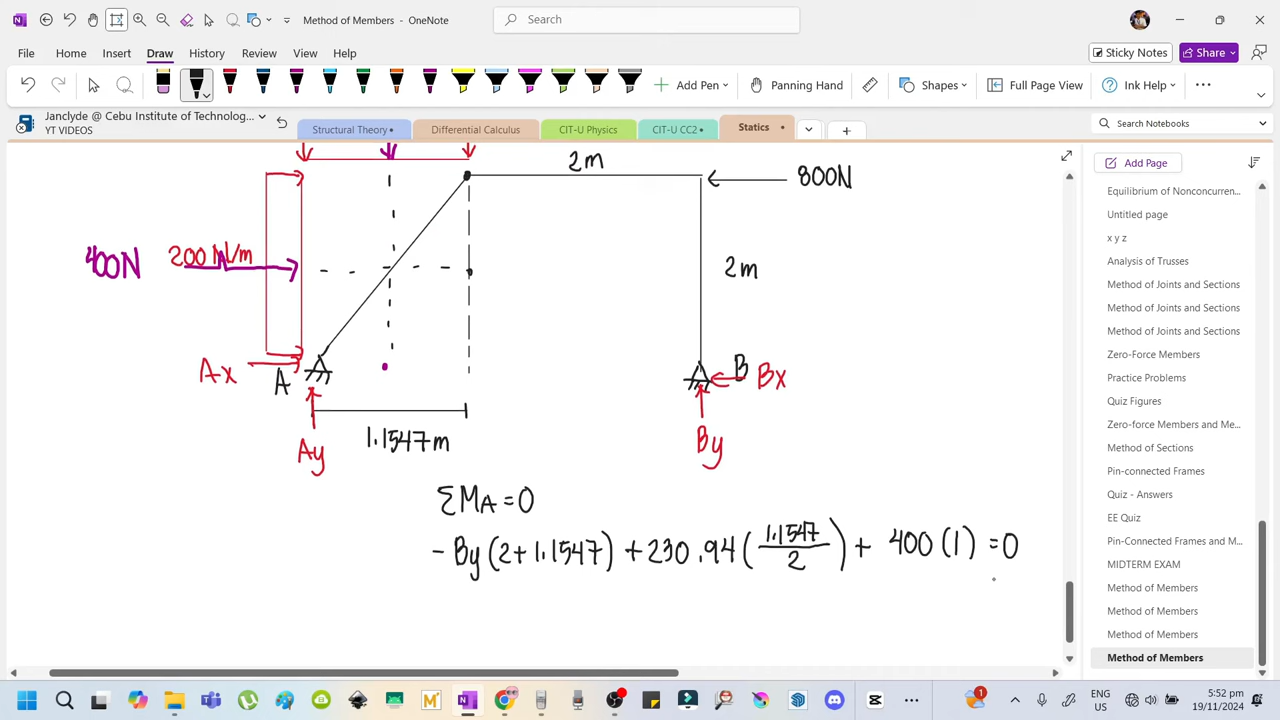 Method of Members - OneNote
Search
File Home Insert Draw History Review View Help
Sticky Notes Share
Add Pen Panning Hand Shapes Full Page View Ink Help
Janclyde @ Cebu Institute of Technolog...
YT VIDEOS
Structural Theory Differential Calculus CIT-U Physics CIT-U CC2 Statics
Search Notebooks
Add Page
Equilibrium of Nonconcurren...
Untitled page
x y z
Analysis of Trusses
Method of Joints and Sections
Method of Joints and Sections
Method of Joints and Sections
Zero-Force Members
Practice Problems
Quiz Figures
Zero-force Members and Me...
Method of Sections
Pin-connected Frames
Quiz - Answers
EE Quiz
Pin-Connected Frames and M...
MIDTERM EXAM
Method of Members
Method of Members
Method of Members
Method of Members
2m
800N
400N 200 N/m
2m
Ax A B Bx
1.1547m
Ay By
ΣMA = 0
- By (2+1.1547) + 230.94 (1.1547/2) + 400 (1) = 0
ENG
PH
5:52 pm
19/11/2024
1